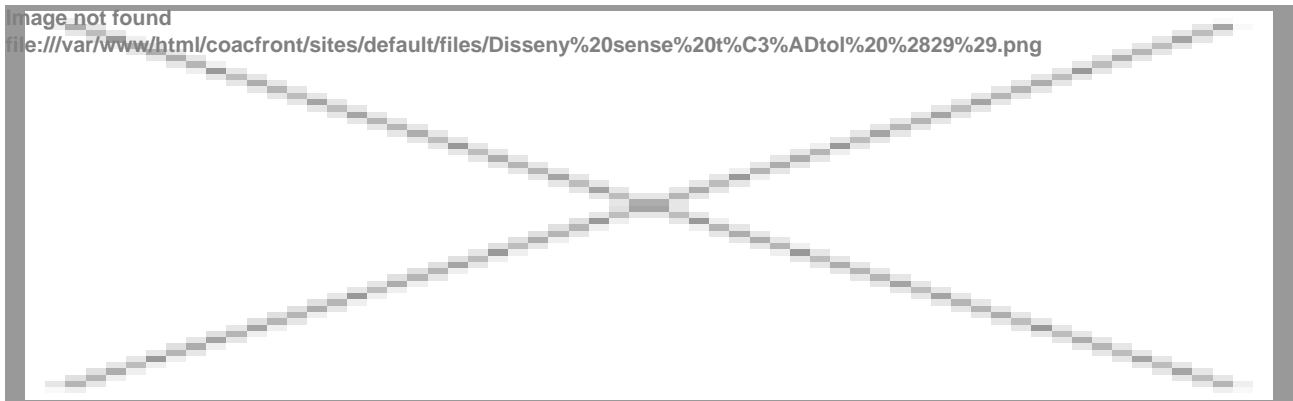 Image not found
file:///var/www/html/coacfront/sites/default/files/Disseny%20sense%20t%C3%ADtol%20%2829%29.png